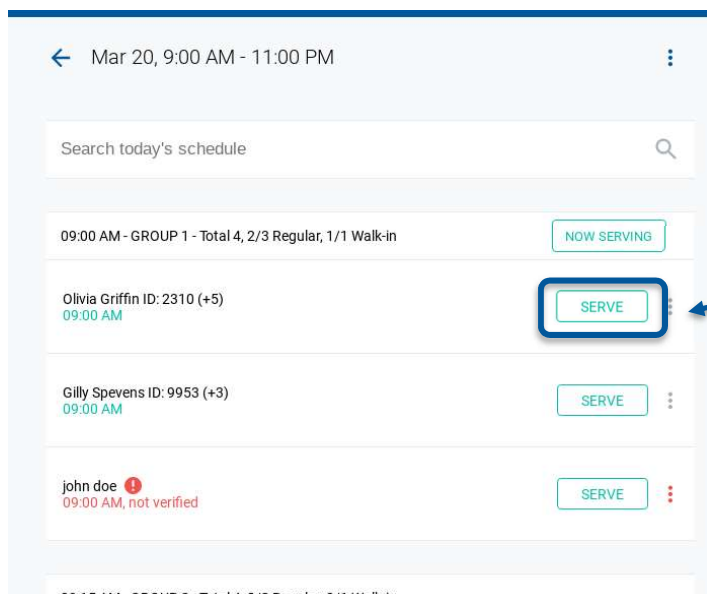 Mar 20, 9:00 AM - 11:00 PM
Search today's schedule
09:00 AM - GROUP 1 - Total 4, 2/3 Regular, 1/1 Walk-in NOW SERVING
Olivia Griffin ID: 2310 (+5)
09:00 AM
SERVE
Gilly Spevens ID: 9953 (+3)
09:00 AM
SERVE
john doe
09:00 AM, not verified
SERVE